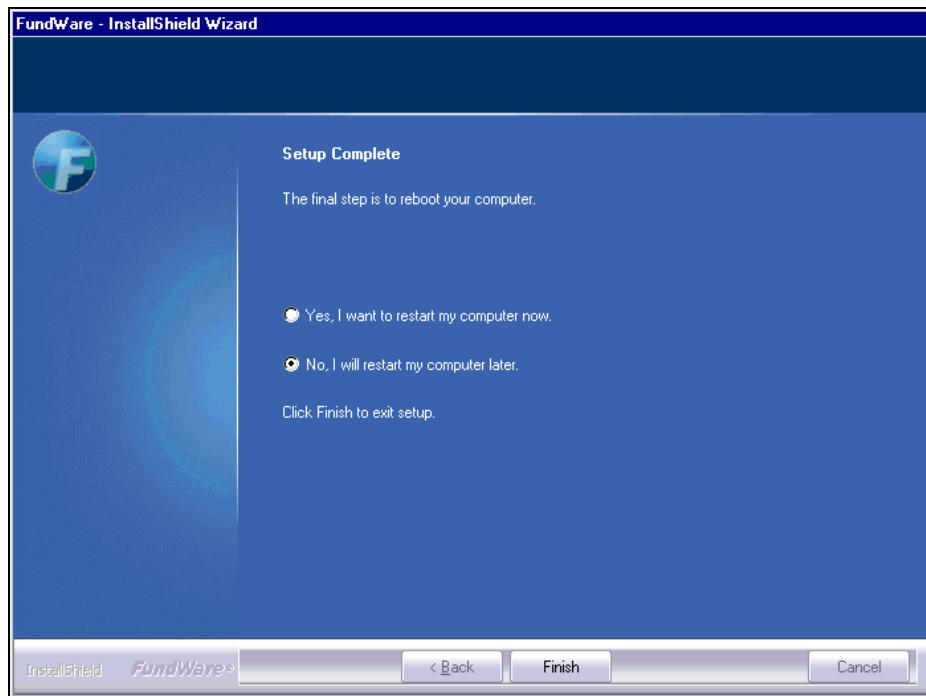 FundWare - InstallShield Wizard
Setup Complete
The final step is to reboot your computer.
Yes, I want to restart my computer now.
No, I will restart my computer later.
Click Finish to exit setup.
InstallShield FundWare®
< Back Finish Cancel